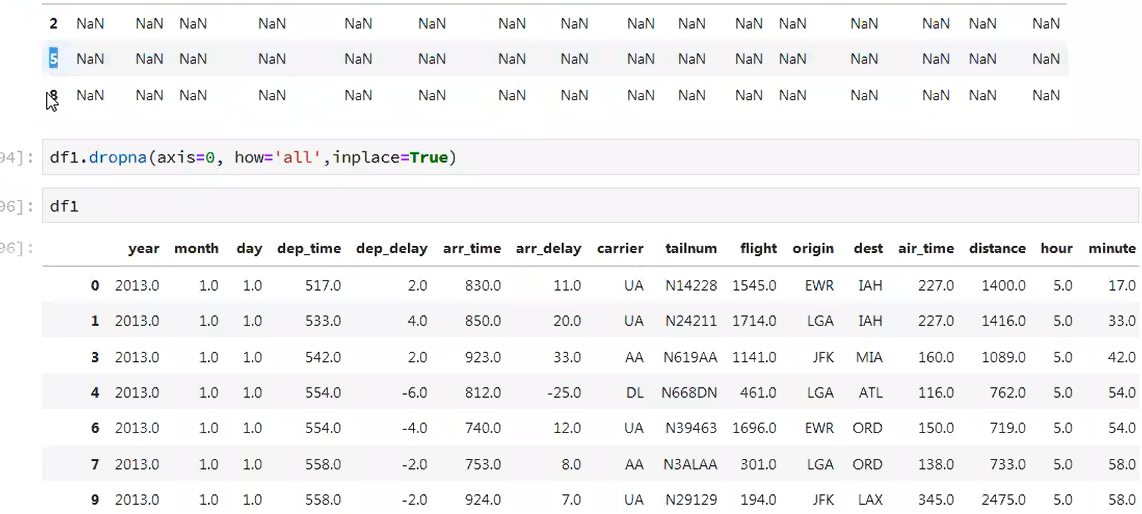 2 NaN NaN NaN NaN NaN NaN NaN NaN NaN NaN NaN NaN NaN NaN NaN NaN
5 NaN NaN NaN NaN NaN NaN NaN NaN NaN NaN NaN NaN NaN NaN NaN NaN
8 NaN NaN NaN NaN NaN NaN NaN NaN NaN NaN NaN NaN NaN NaN NaN NaN
94]: df1.dropna(axis=0, how='all',inplace=True)
96]: df1
96]: year month day dep_time dep_delay arr_time arr_delay carrier tailnum flight origin dest air_time distance hour minute
0 2013.0 1.0 1.0 517.0 2.0 830.0 11.0 UA N14228 1545.0 EWR IAH 227.0 1400.0 5.0 17.0
1 2013.0 1.0 1.0 533.0 4.0 850.0 20.0 UA N24211 1714.0 LGA IAH 227.0 1416.0 5.0 33.0
3 2013.0 1.0 1.0 542.0 2.0 923.0 33.0 AA N619AA 1141.0 JFK MIA 160.0 1089.0 5.0 42.0
4 2013.0 1.0 1.0 554.0 -6.0 812.0 -25.0 DL N668DN 461.0 LGA ATL 116.0 762.0 5.0 54.0
6 2013.0 1.0 1.0 554.0 -4.0 740.0 12.0 UA N39463 1696.0 EWR ORD 150.0 719.0 5.0 54.0
7 2013.0 1.0 1.0 558.0 -2.0 753.0 8.0 AA N3ALAA 301.0 LGA ORD 138.0 733.0 5.0 58.0
9 2013.0 1.0 1.0 558.0 -2.0 924.0 7.0 UA N29129 194.0 JFK LAX 345.0 2475.0 5.0 58.0